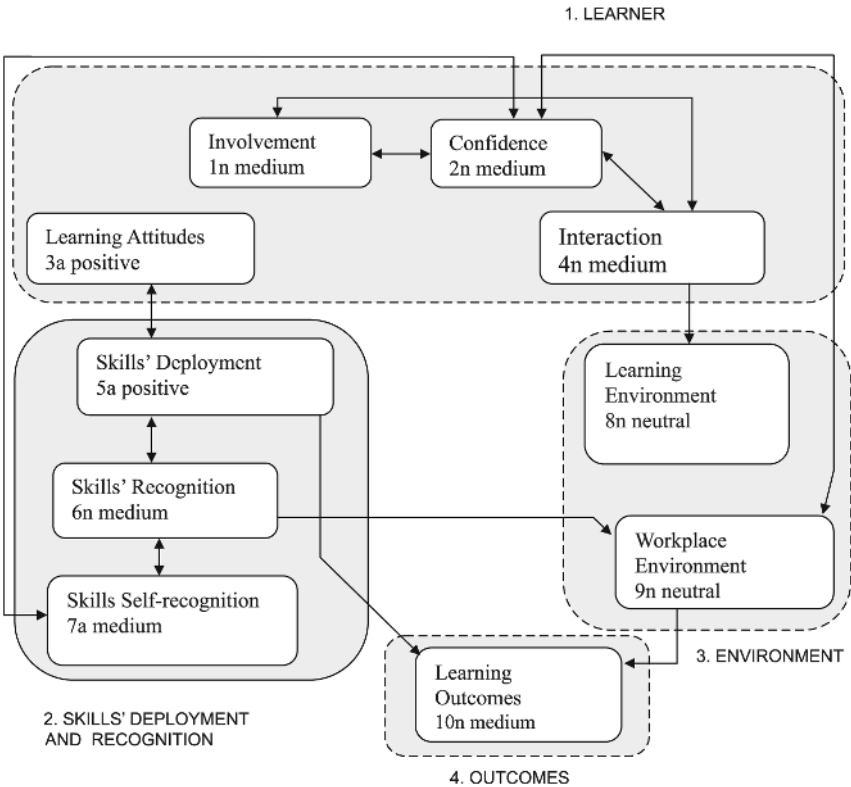 1. LEARNER
Involvement
1n medium
Confidence
2n medium
Learning Attitudes
3a positive
Interaction
4n medium
Skills' Deployment
5a positive
Learning
Environment
8n neutral
Skills' Recognition
6n medium
Workplace
Environment
9n neutral
Skills Self-recognition
7a medium
3. ENVIRONMENT
Learning
Outcomes
10n medium
2. SKILLS' DEPLOYMENT
AND RECOGNITION
4. OUTCOMES